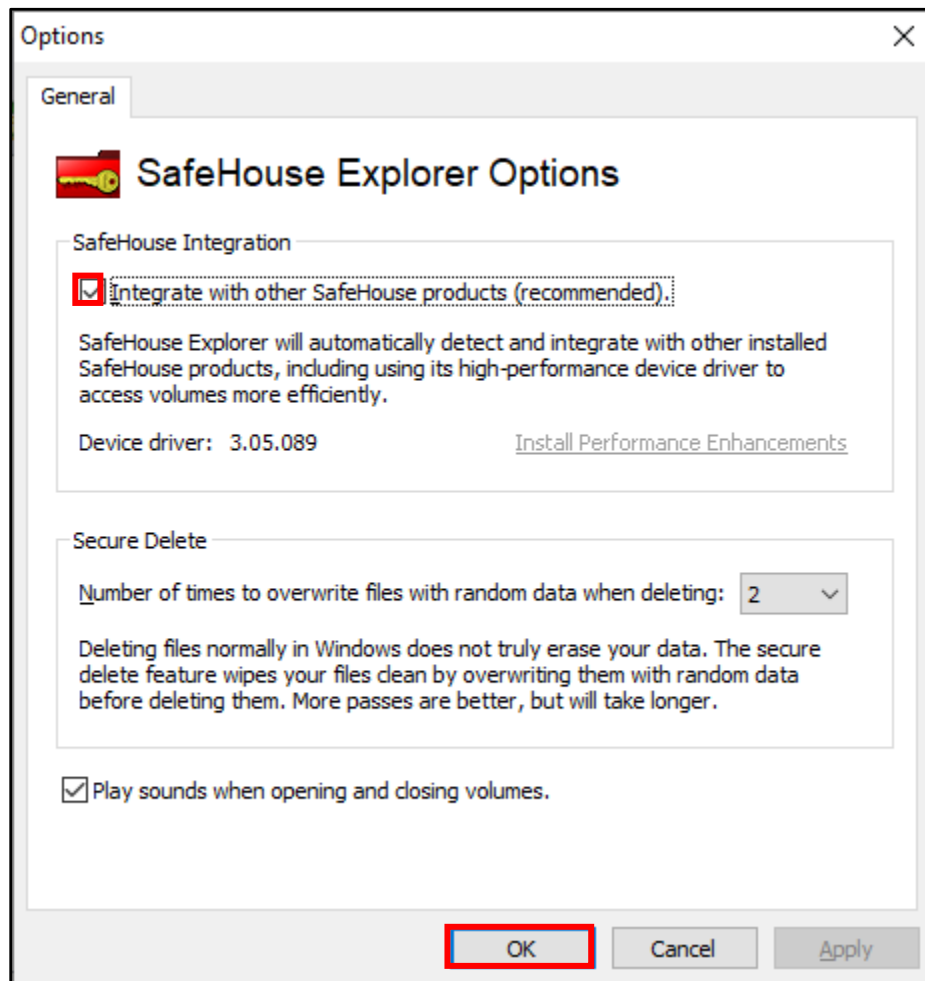 Options
General
SafeHouse Explorer Options
SafeHouse Integration
Integrate with other SafeHouse products (recommended).
SafeHouse Explorer will automatically detect and integrate with other installed
SafeHouse products, including using its high-performance device driver to
access volumes more efficiently.
Device driver: 3.05.089 Install Performance Enhancements
Secure Delete
Number of times to overwrite files with random data when deleting: 2
Deleting files normally in Windows does not truly erase your data. The secure
delete feature wipes your files clean by overwriting them with random data
before deleting them. More passes are better, but will take longer.
Play sounds when opening and closing volumes.
OK Cancel Apply